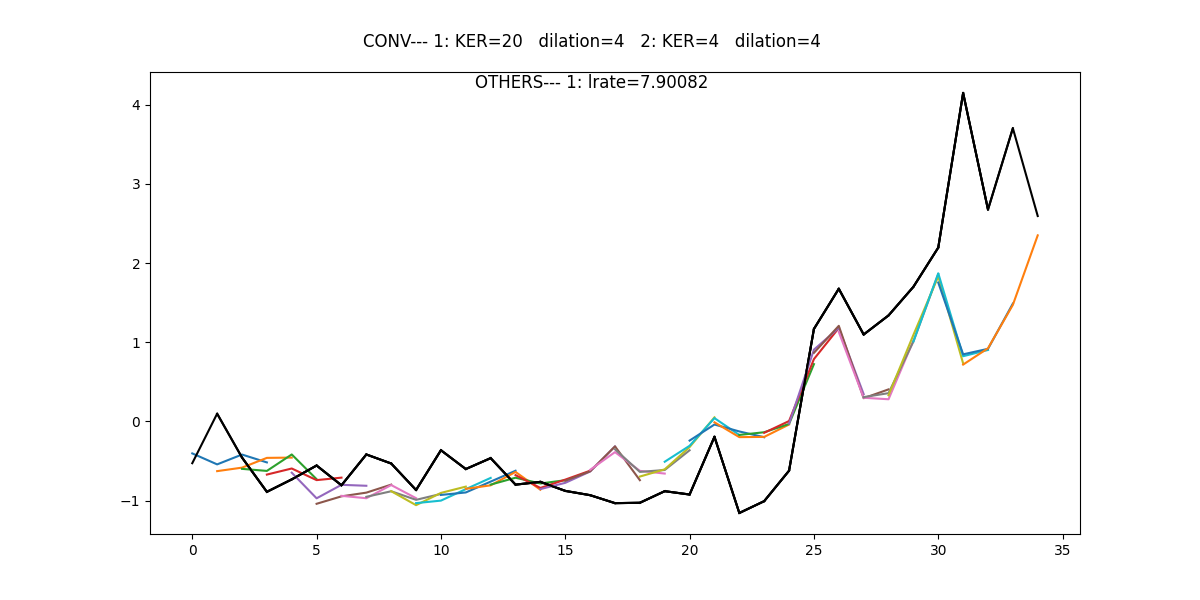 CONV--- 1: KER=20   dilation=4   2: KER=4   dilation=4
OTHERS--- 1: lrate=7.90082
4
3
2
1
0
−1
0 5 10 15 20 25 30 35